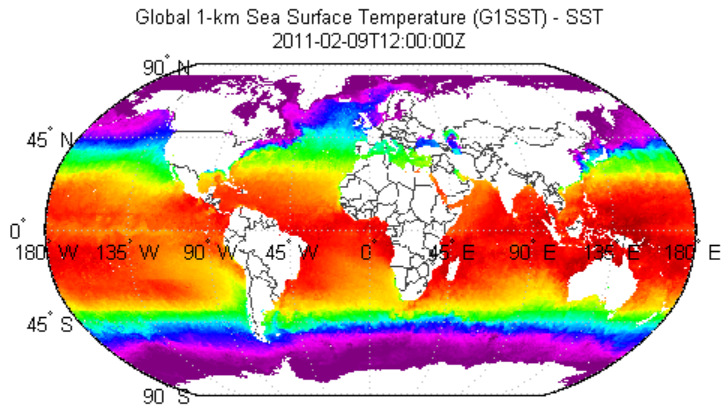 Global 1-km Sea Surface Temperature (G1SST) - SST
2011-02-09T12:00:00Z
90° N
45° N
0°
180° W 135° W 90° W 45° W 0° 45° E 90° E 135° E 180° E
45° S
90° S